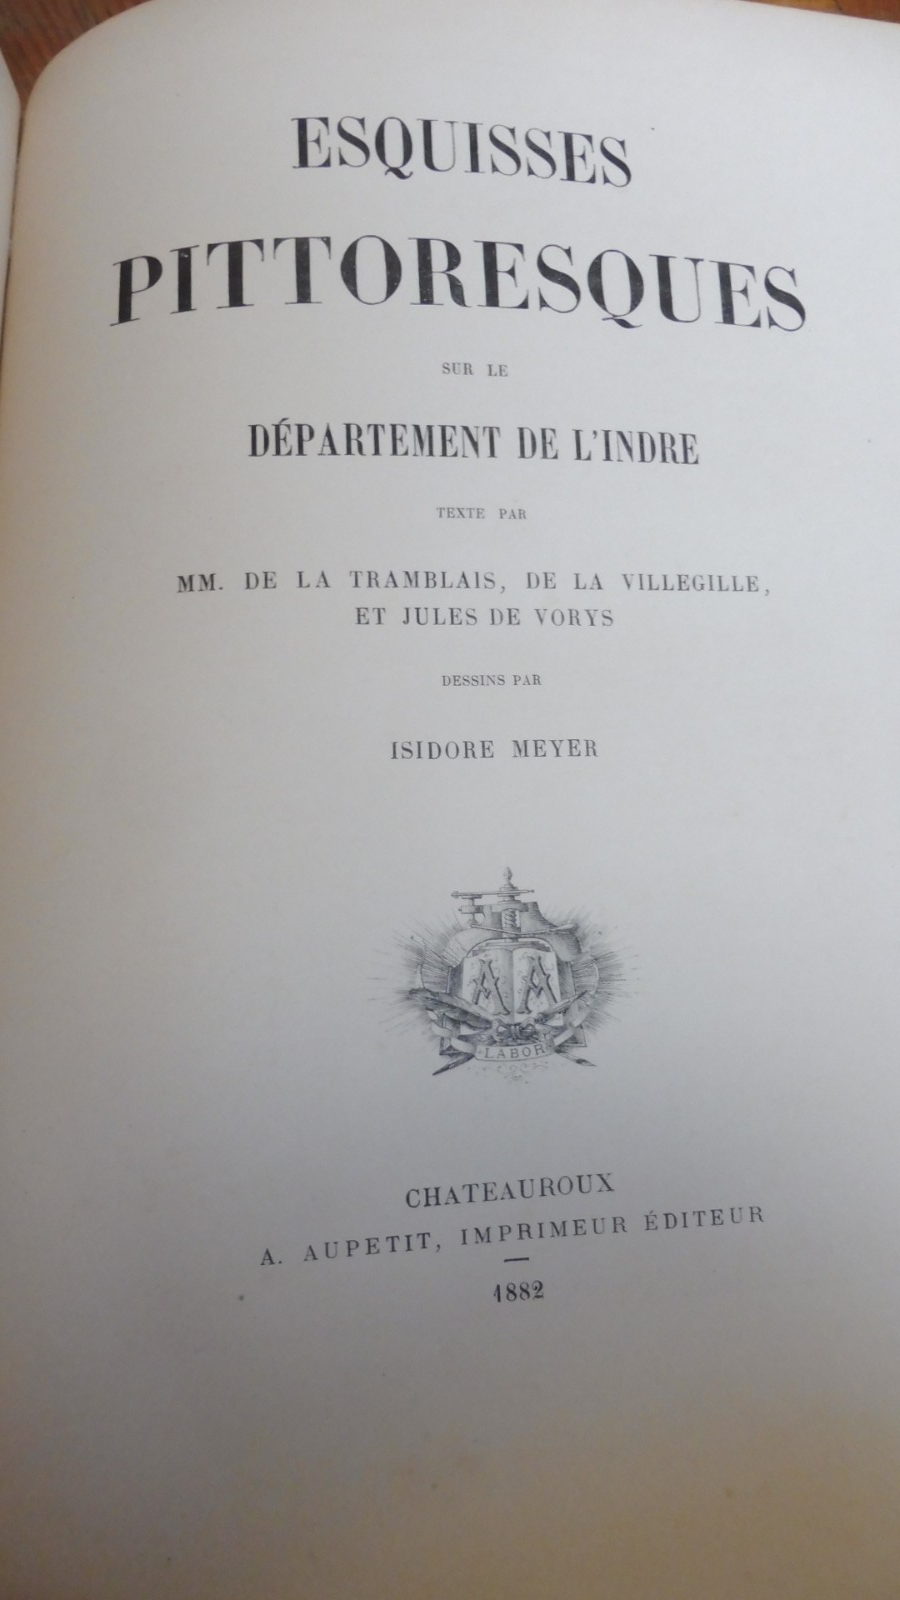 ESQUISSES
PITTORESQUES
SUR LE
DÉPARTEMENT DE L'INDRE
TEXTE PAR
MM. DE LA TRAMBLAIS, DE LA VILLEGILLE,
ET JULES DE VORYS
DESSINS PAR
ISIDORE MEYER
A A
LABOR
CHATEAUROUX
A. AUPETIT, IMPRIMEUR ÉDITEUR
1882